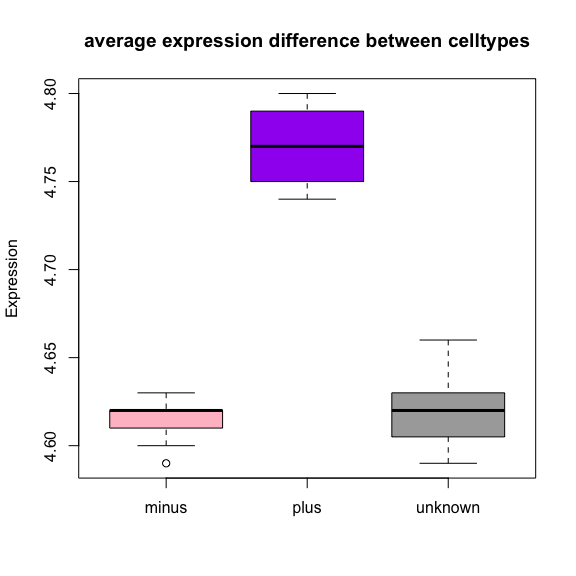 average expression difference between celltypes
Expression
4.80
4.75
4.70
4.65
4.60
minus
plus
unknown